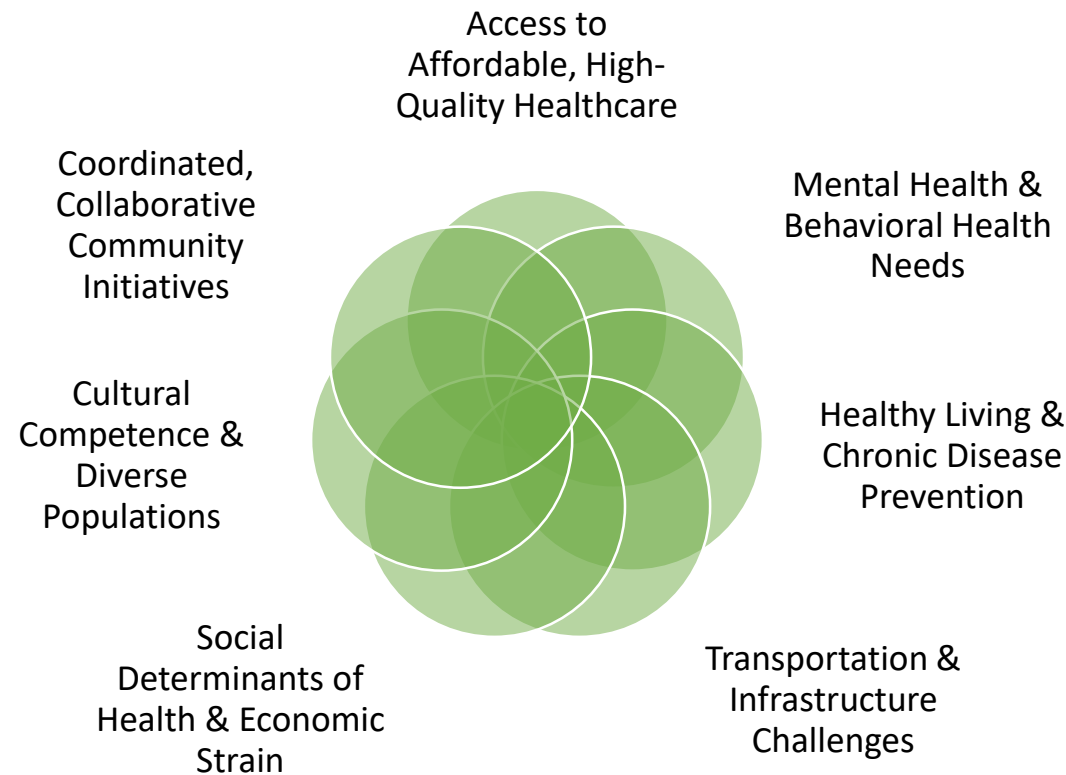 Access to
Affordable, High-
Quality Healthcare
Mental Health &
Behavioral Health
Needs
Healthy Living &
Chronic Disease
Prevention
Transportation &
Infrastructure
Challenges
Social
Determinants of
Health & Economic
Strain
Cultural
Competence &
Diverse
Populations
Coordinated,
Collaborative
Community
Initiatives